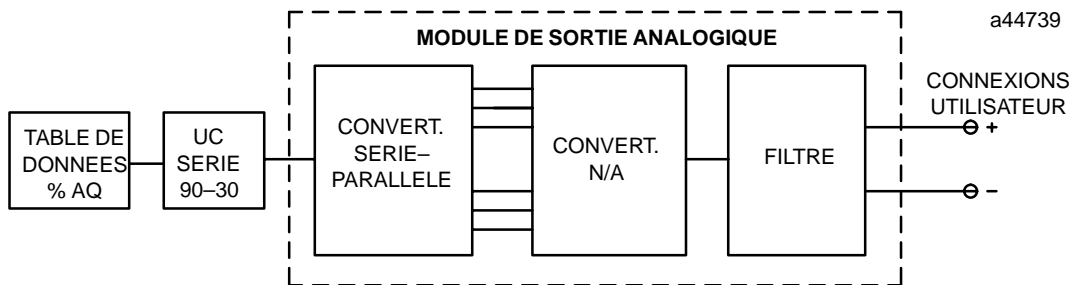 a44739
MODULE DE SORTIE ANALOGIQUE
CONNEXIONS
UTILISATEUR
TABLE DE
DONNEES
% AQ
UC
SERIE
90–30
CONVERT.
SERIE–
PARALLELE
CONVERT.
N/A
FILTRE
+
–